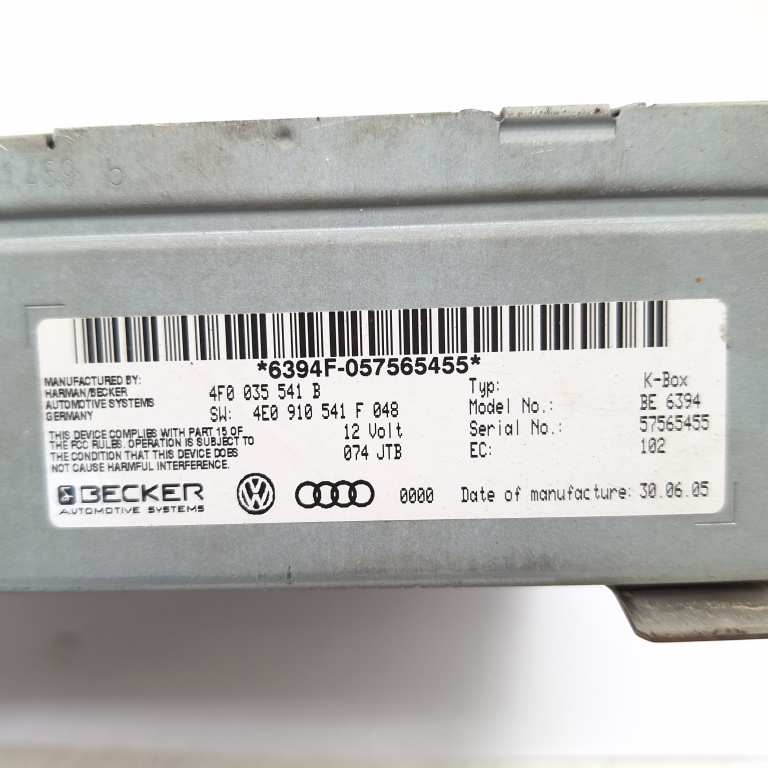 *6394F-057565455*
MANUFACTURED BY:
HARMAN/BECKER
AUTOMOTIVE SYSTEMS
GERMANY
4F0 035 541 B
SW: 4E0 910 541 F 048
12 Volt
074 JTB
THIS DEVICE COMPLIES WITH PART 15 OF
THE FCC RULES. OPERATION IS SUBJECT TO
THE CONDITION THAT THIS DEVICE DOES
NOT CAUSE HARMFUL INTERFERENCE.
Typ: K-Box
Model No.: BE 6394
Serial No.: 57565455
EC: 102
BECKER
AUTOMOTIVE SYSTEMS
0000
Date of manufacture: 30.06.05